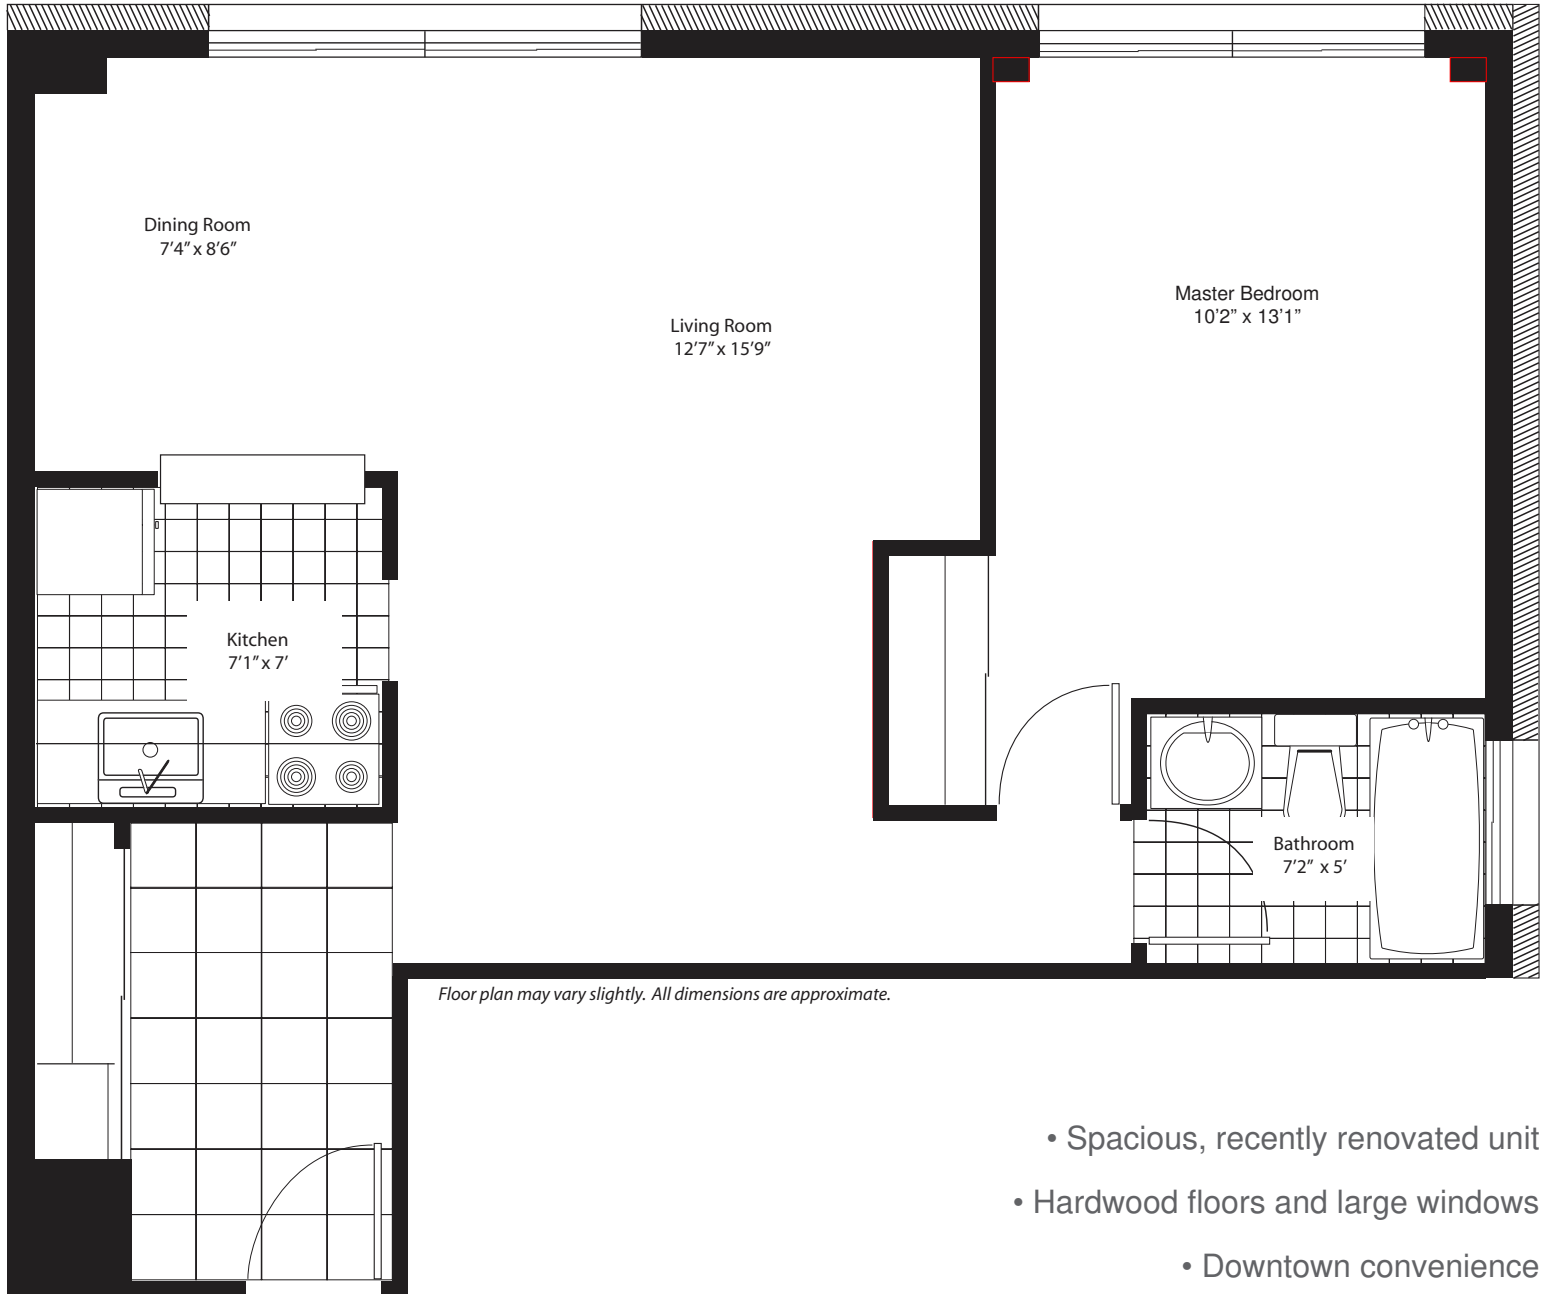 Dining Room
7’4” x 8’6”
Living Room
12’7” x 15’9”
Master Bedroom
10’2” x 13’1”
Kitchen
7’1” x 7’
Bathroom
7’2” x 5’
Floor plan may vary slightly. All dimensions are approximate.
• Spacious, recently renovated unit
• Hardwood floors and large windows
• Downtown convenience